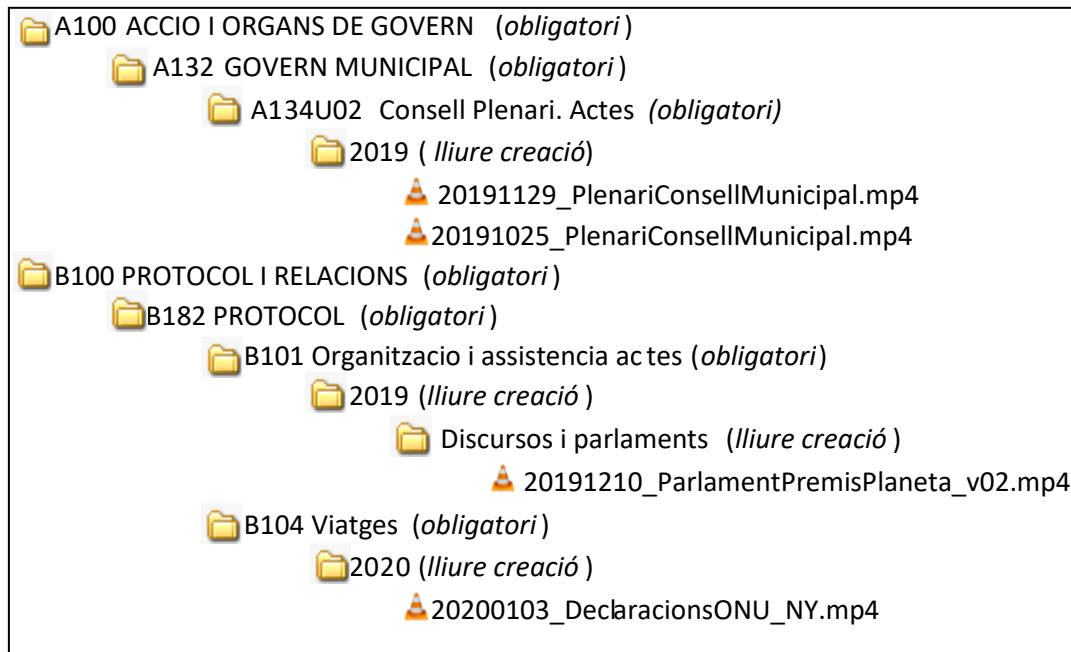 A100 ACCIO I ORGANS DE GOVERN (obligatori)
A132 GOVERN MUNICIPAL (obligatori)
A134U02 Consell Plenari. Actes (obligatori)
2019 (lliure creació)
20191129_PlenariConsellMunicipal.mp4
20191025_PlenariConsellMunicipal.mp4
B100 PROTOCOL I RELACIONS (obligatori)
B182 PROTOCOL (obligatori)
B101 Organitzacio i assistencia actes (obligatori)
2019 (lliure creació)
Discursos i parlaments (lliure creació)
20191210_ParlamentPremisPlaneta_v02.mp4
B104 Viatges (obligatori)
2020 (lliure creació)
20200103_DeclaracionsONU_NY.mp4